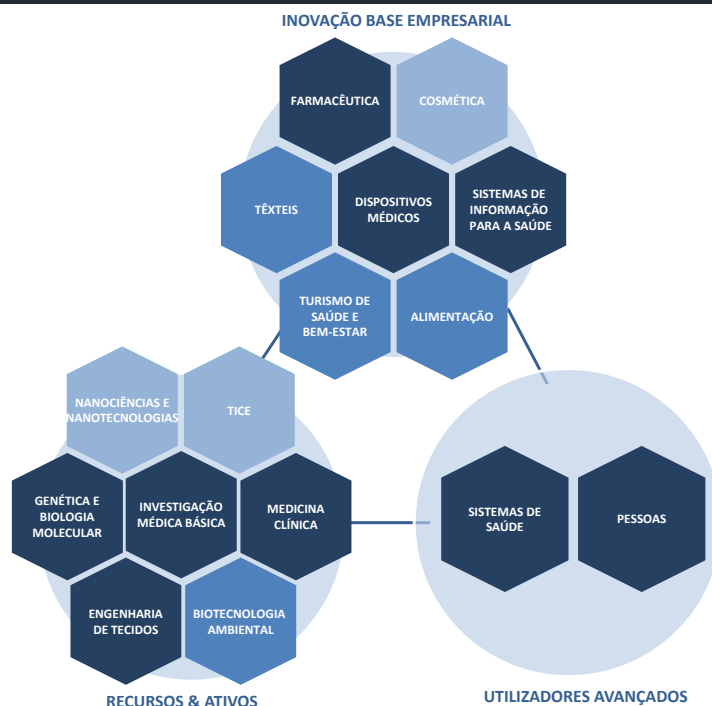 INOVAÇÃO BASE EMPRESARIAL
FARMACÊUTICA
COSMÉTICA
TÊXTEIS
DISPOSITIVOS
MÉDICOS
SISTEMAS DE
INFORMAÇÃO
PARA A SAÚDE
TURISMO DE
SAÚDE E
BEM-ESTAR
ALIMENTAÇÃO
NANOCIÊNCIAS E
NANOTECNOLOGIAS
TICE
GENÉTICA E
BIOLOGIA
MOLECULAR
INVESTIGAÇÃO
MÉDICA BÁSICA
MEDICINA
CLÍNICA
ENGENHARIA
DE TECIDOS
BIOTECNOLOGIA
AMBIENTAL
RECURSOS & ATIVOS
SISTEMAS DE
SAÚDE
PESSOAS
UTILIZADORES AVANÇADOS